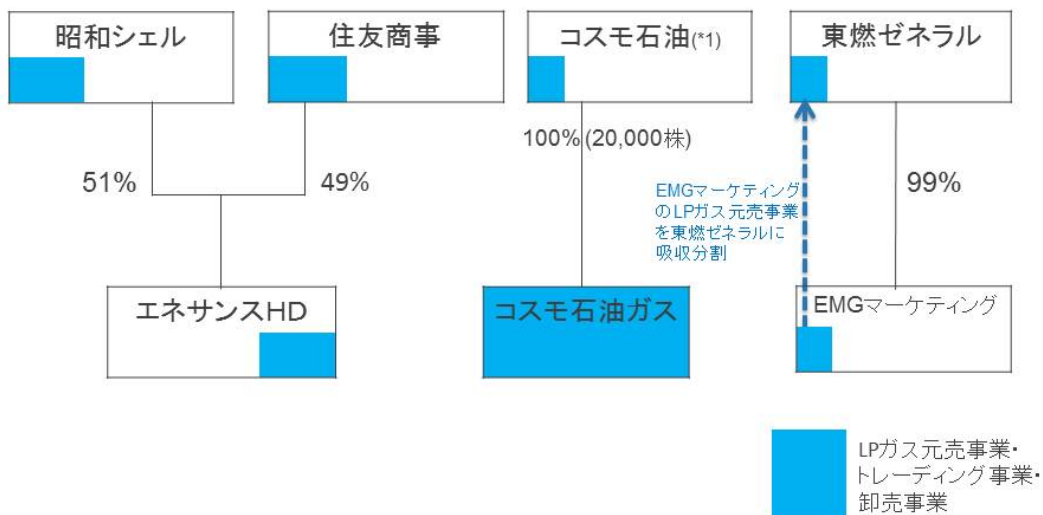 昭和シェル
住友商事
コスモ石油(*1)
東燃ゼネラル
51%
49%
100%(20,000株)
EMGマーケティング
のLPガス元売事業
を東燃ゼネラルに
吸収分割
99%
エネサンスHD
コスモ石油ガス
EMGマーケティング
LPガス元売事業・
トレーディング事業・
卸売事業